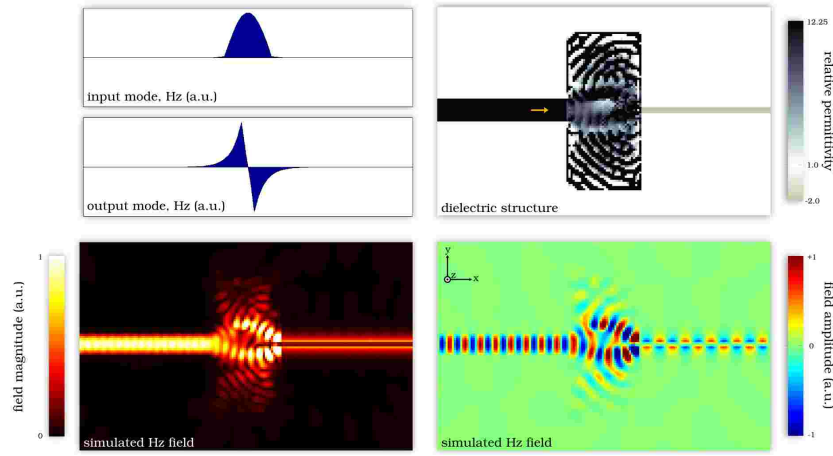 input mode, Hz (a.u.)
output mode, Hz (a.u.)
dielectric structure
12.25
1.0
-2.0
relative permittivity
1
0
field magnitude (a.u.)
simulated Hz field
y
z
x
simulated Hz field
+1
0
-1
field amplitude (a.u.)